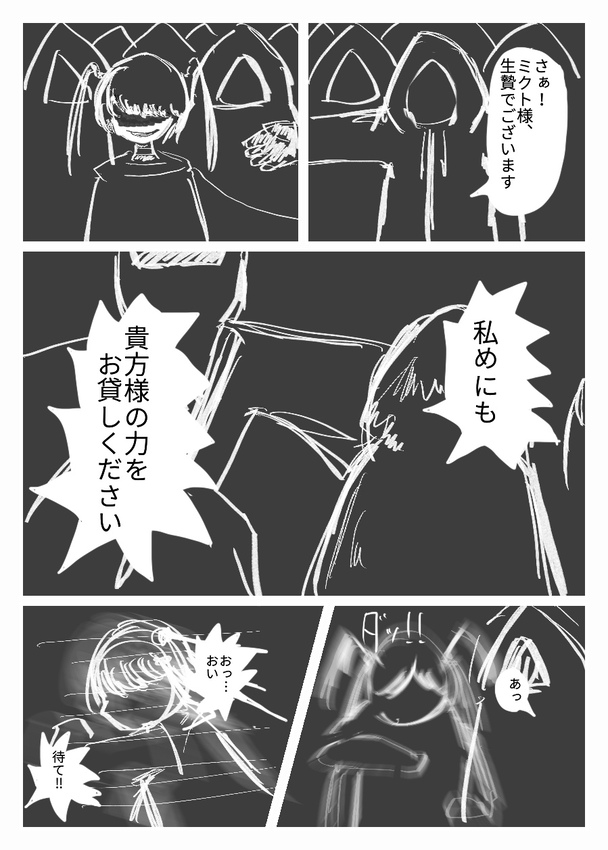 さぁ！
ミクト様、
生贄でございます
私めにも
貴方様の力を
お貸しください
あっ
ダッ!!
おっ…
おい
待て!!